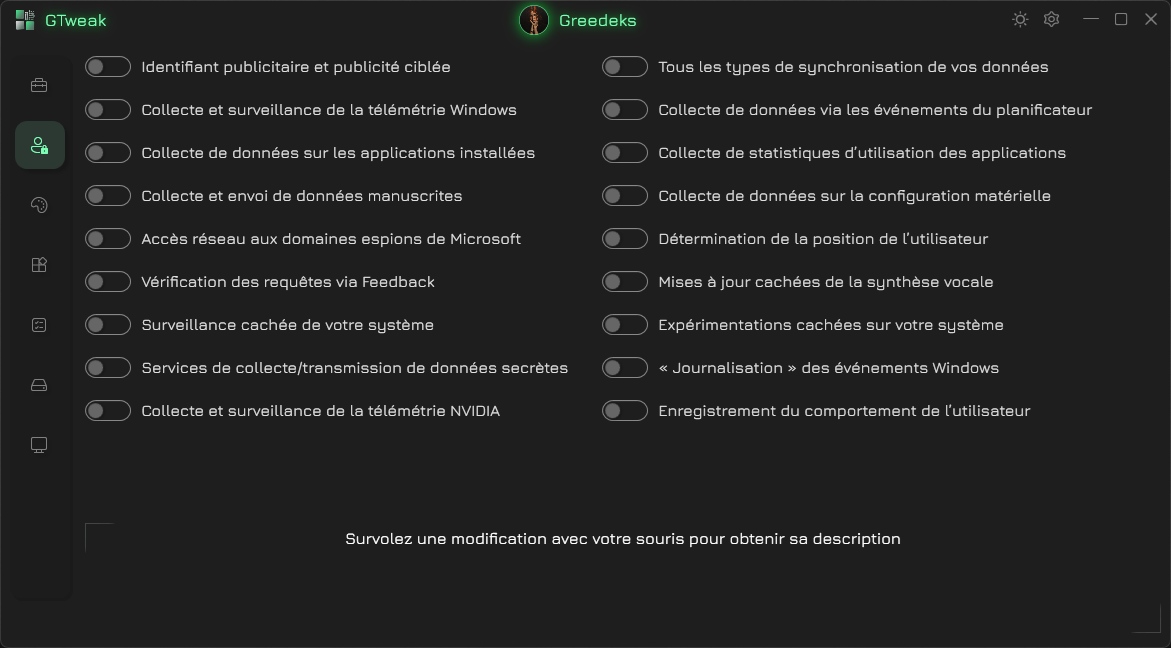 GTweak
Greedeks
Identifiant publicitaire et publicité ciblée
Tous les types de synchronisation de vos données
Collecte et surveillance de la télémétrie Windows
Collecte de données via les événements du planificateur
Collecte de données sur les applications installées
Collecte de statistiques d’utilisation des applications
Collecte et envoi de données manuscrites
Collecte de données sur la configuration matérielle
Accès réseau aux domaines espions de Microsoft
Détermination de la position de l’utilisateur
Vérification des requêtes via Feedback
Mises à jour cachées de la synthèse vocale
Surveillance cachée de votre système
Expérimentations cachées sur votre système
Services de collecte/transmission de données secrètes
« Journalisation » des événements Windows
Collecte et surveillance de la télémétrie NVIDIA
Enregistrement du comportement de l’utilisateur
Survolez une modification avec votre souris pour obtenir sa description